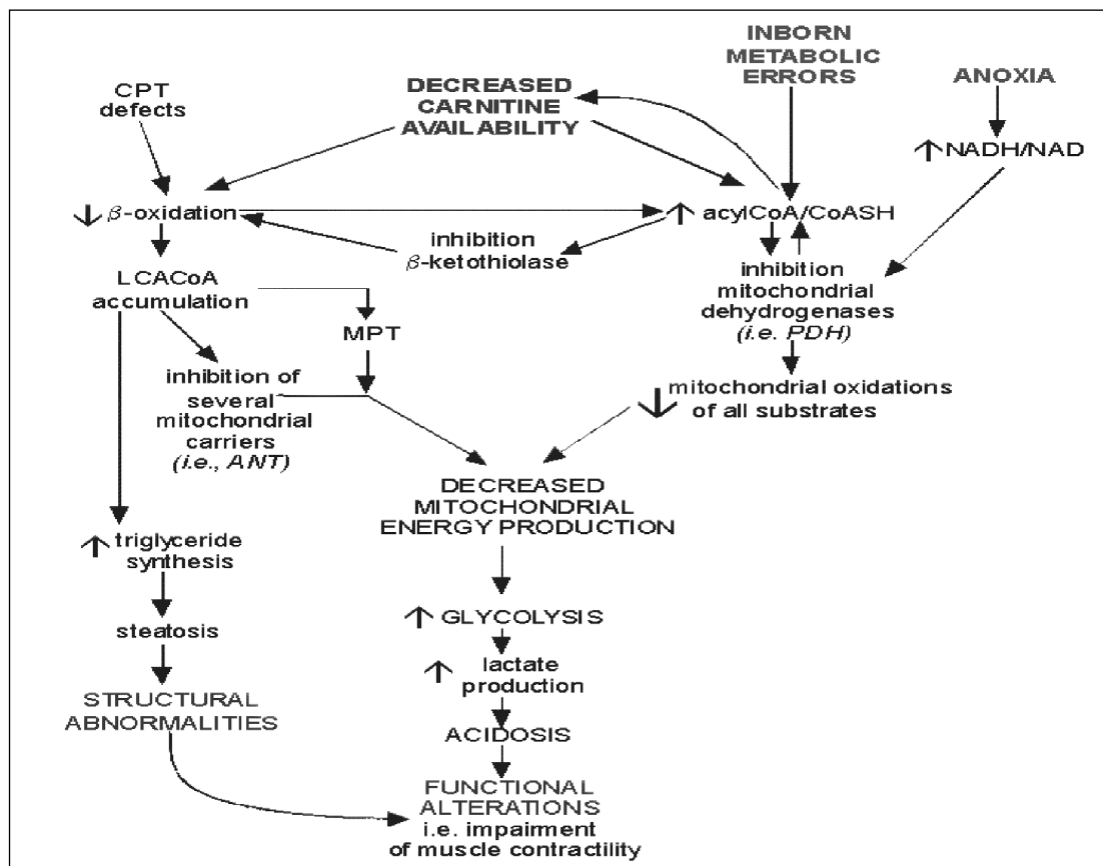 INBORN
METABOLIC
ERRORS
ANOXIA
CPT
defects
DECREASED
CARNITINE
AVAILABILITY
↑ NADH/NAD
↓ β-oxidation
↑ acylCoA/CoASH
inhibition
β-ketothiolase
LCACoA
accumulation
inhibition
mitochondrial
dehydrogenases
(i.e. PDH)
MPT
inhibition of
several
mitochondrial
carriers
(i.e., ANT)
↓ mitochondrial oxidations
of all substrates
DECREASED
MITOCHONDRIAL
ENERGY PRODUCTION
↑ triglyceride
synthesis
↑ GLYCOLYSIS
steatosis
↑ lactate
production
STRUCTURAL
ABNORMALITIES
ACIDOSIS
FUNCTIONAL
ALTERATIONS
i.e. impairment
of muscle contractility